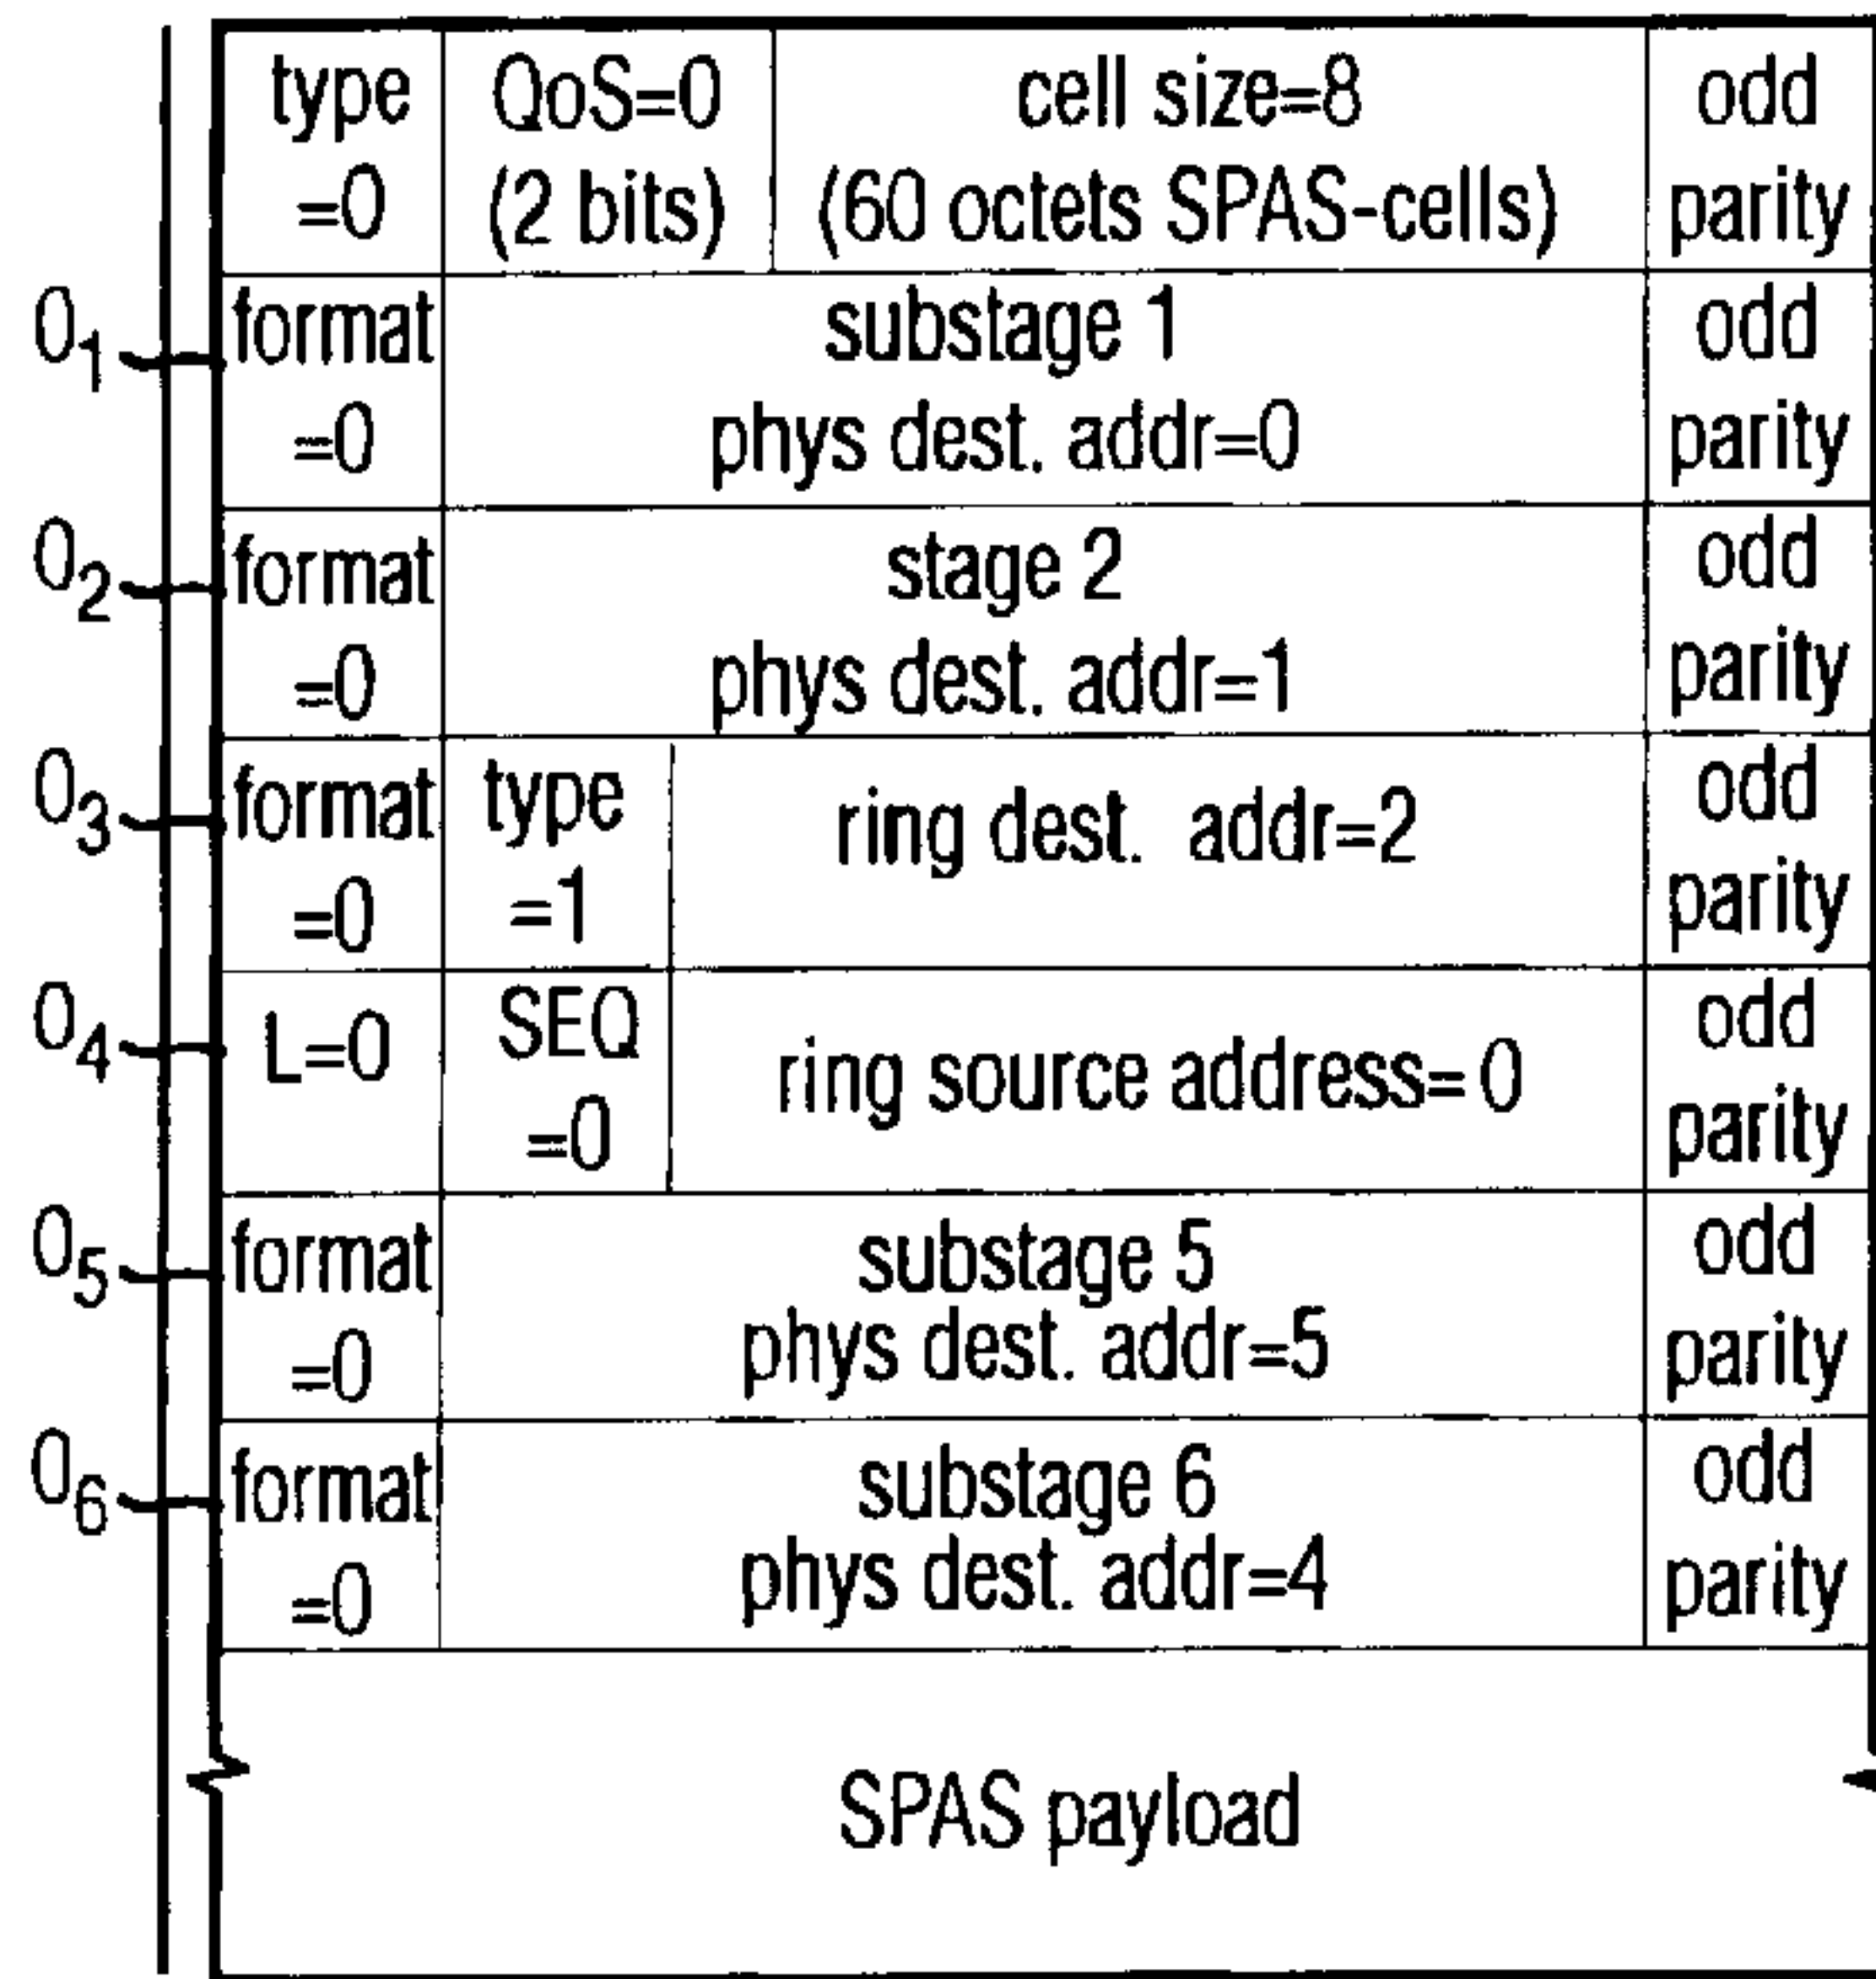 type =0 QoS=0 (2 bits) cell size=8 (60 octets SPAS-cells) odd parity
O1 format =0 substage 1 phys dest. addr=0 odd parity
O2 format =0 stage 2 phys dest. addr=1 odd parity
O3 format =0 type =1 ring dest. addr=2 odd parity
O4 L=0 SEQ =0 ring source address= 0 odd parity
O5 format =0 substage 5 phys dest. addr=5 odd parity
O6 format =0 substage 6 phys dest. addr=4 odd parity
SPAS payload